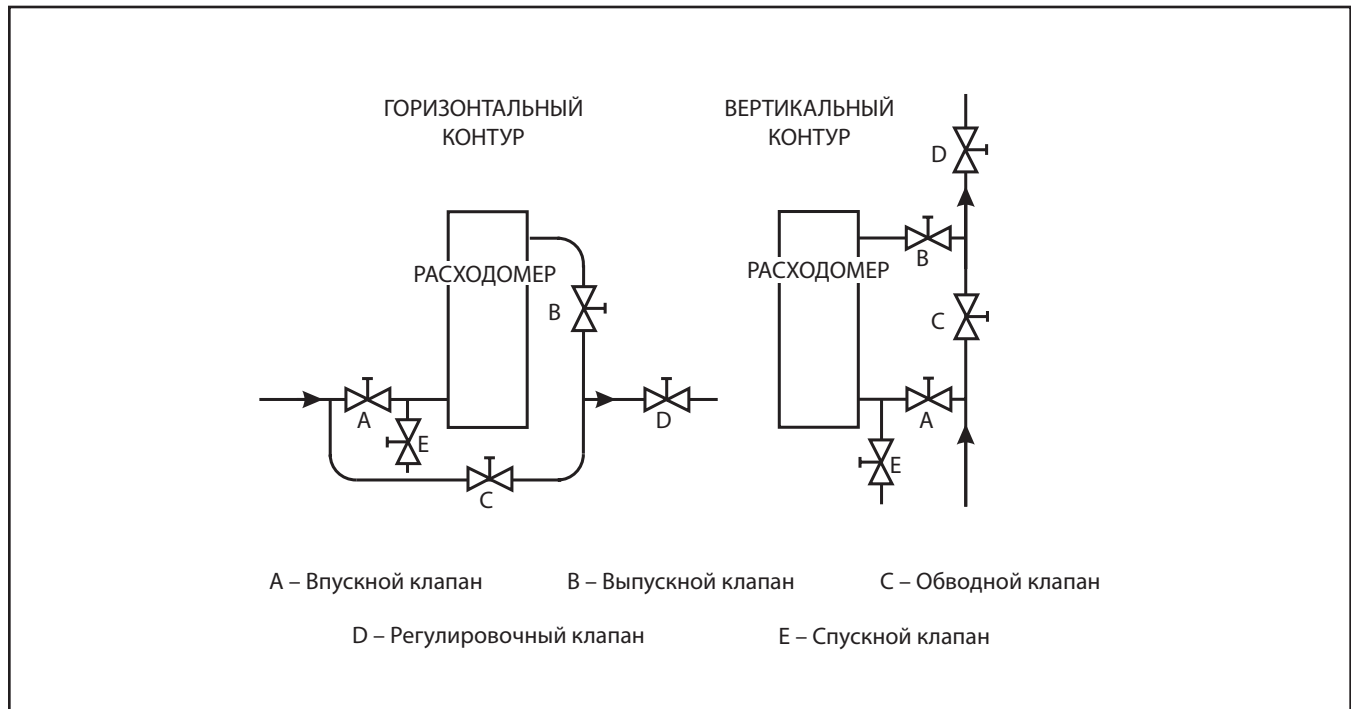 ГОРИЗОНТАЛЬНЫЙ
КОНТУР
РАСХОДОМЕР
B
A
E
D
C
ВЕРТИКАЛЬНЫЙ
КОНТУР
D
B
РАСХОДОМЕР
C
A
E
A – Впускной клапан
B – Выпускной клапан
C – Обводной клапан
D – Регулировочный клапан
E – Спускной клапан